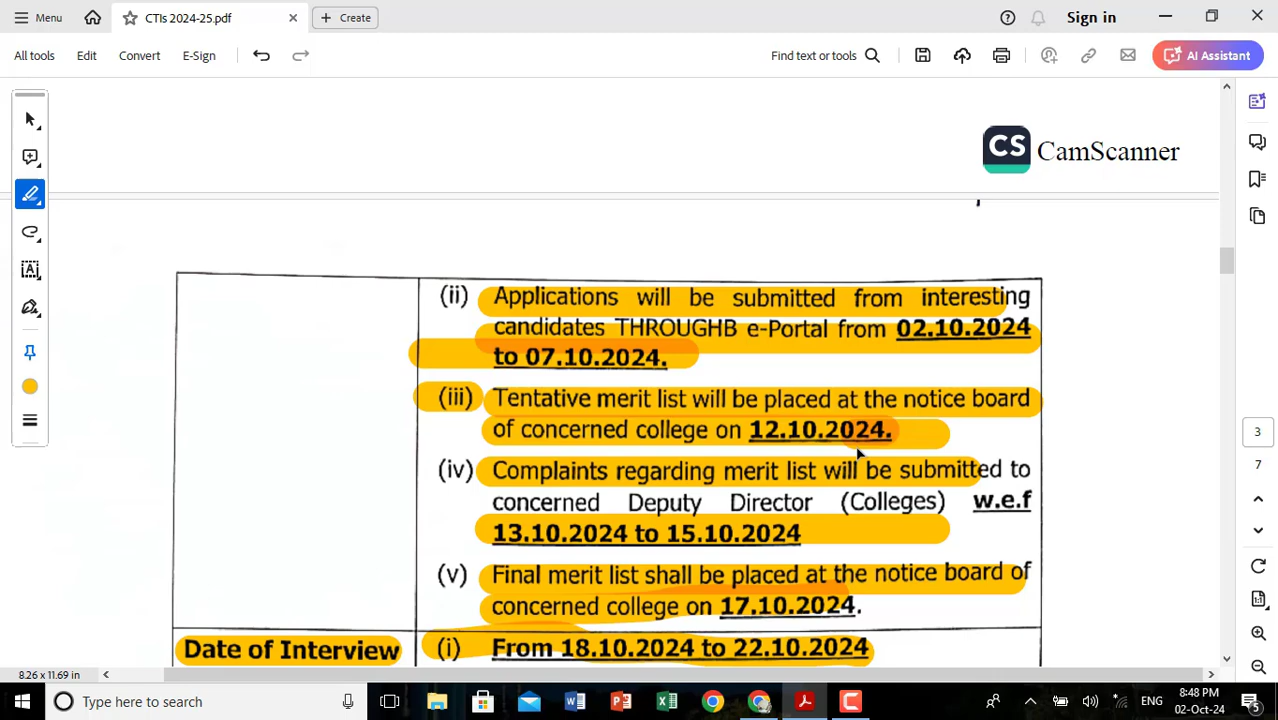 Menu
CTIs 2024-25.pdf
Create
Sign in
All tools
Edit
Convert
E-Sign
Find text or tools
AI Assistant
CS CamScanner
(ii) Applications will be submitted from interesting
candidates THROUGHB e-Portal from 02.10.2024
to 07.10.2024.
(iii) Tentative merit list will be placed at the notice board
of concerned college on 12.10.2024.
(iv) Complaints regarding merit list will be submitted to
concerned Deputy Director (Colleges) w.e.f
13.10.2024 to 15.10.2024
(v) Final merit list shall be placed at the notice board of
concerned college on 17.10.2024.
Date of Interview (i) From 18.10.2024 to 22.10.2024
3
7
8.26 x 11.69 in
Type here to search
ENG
8:48 PM
02-Oct-24
5